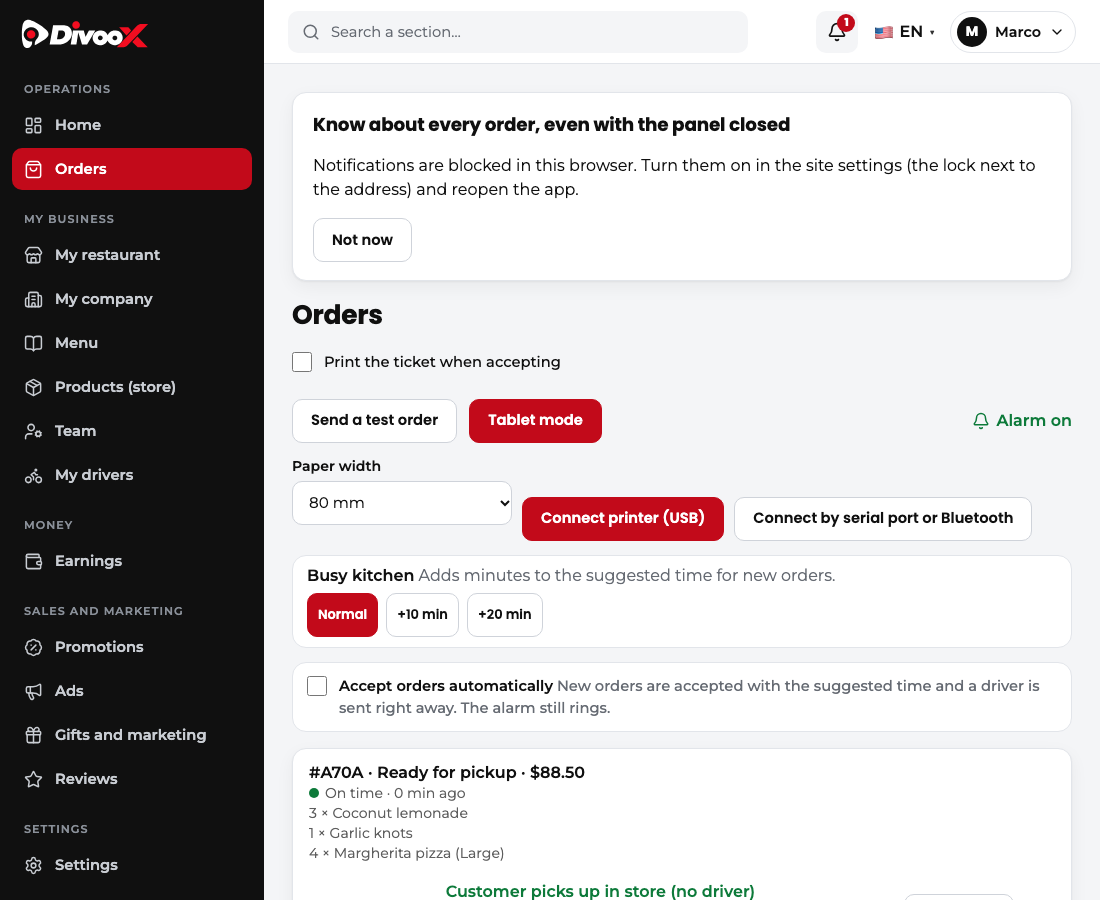 DivooX
Search a section...
1
EN
M
Marco
OPERATIONS
Home
Orders
MY BUSINESS
My restaurant
My company
Menu
Products (store)
Team
My drivers
MONEY
Earnings
SALES AND MARKETING
Promotions
Ads
Gifts and marketing
Reviews
SETTINGS
Settings
Know about every order, even with the panel closed
Notifications are blocked in this browser. Turn them on in the site settings (the lock next to
the address) and reopen the app.
Not now
Orders
Print the ticket when accepting
Send a test order
Tablet mode
Alarm on
Paper width
80 mm
Connect printer (USB)
Connect by serial port or Bluetooth
Busy kitchen Adds minutes to the suggested time for new orders.
Normal
+10 min
+20 min
Accept orders automatically New orders are accepted with the suggested time and a driver is
sent right away. The alarm still rings.
#A70A · Ready for pickup · $88.50
On time · 0 min ago
3 × Coconut lemonade
1 × Garlic knots
4 × Margherita pizza (Large)
Customer picks up in store (no driver)